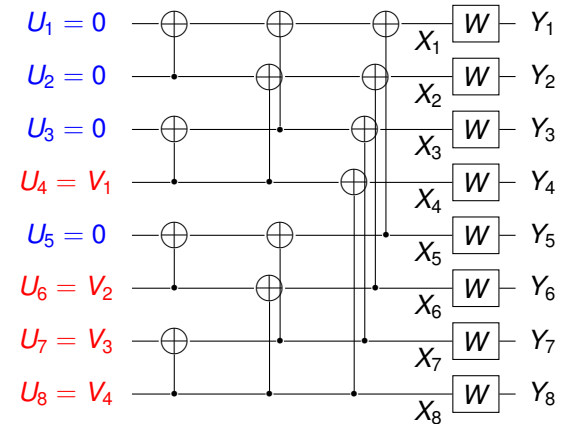 U1 = 0 X1 W Y1
U2 = 0 X2 W Y2
U3 = 0 X3 W Y3
U4 = V1 X4 W Y4
U5 = 0 X5 W Y5
U6 = V2 X6 W Y6
U7 = V3 X7 W Y7
U8 = V4 X8 W Y8